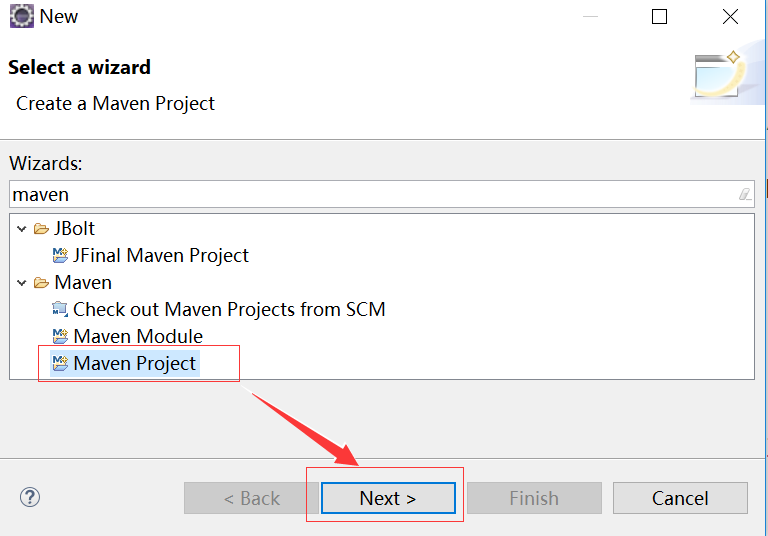 New
Select a wizard
Create a Maven Project
Wizards:
maven
JBolt
JFinal Maven Project
Maven
Check out Maven Projects from SCM
Maven Module
Maven Project
? < Back Next > Finish Cancel